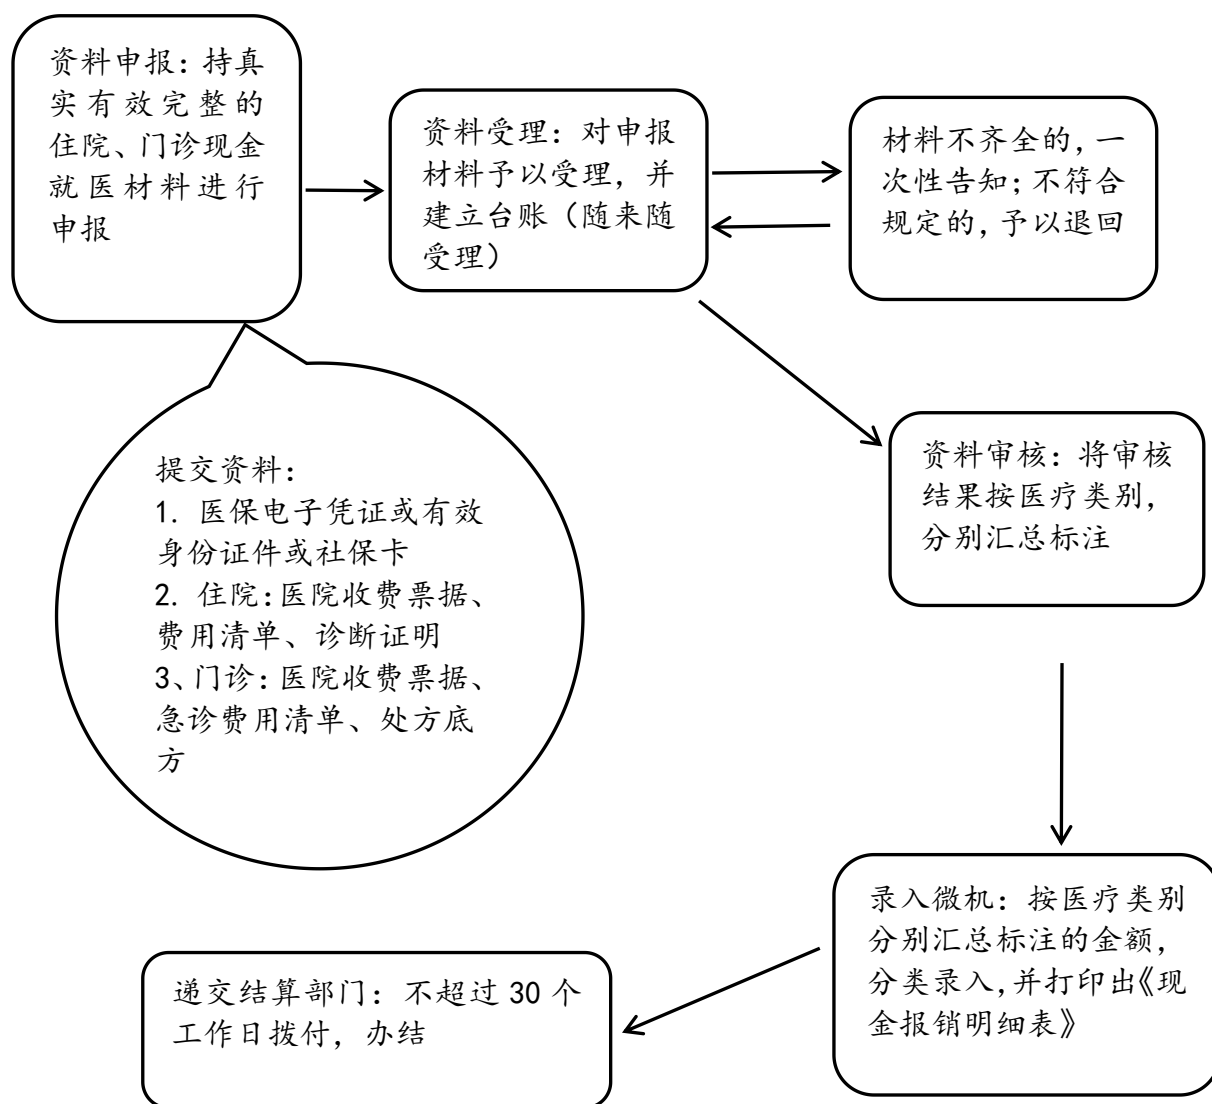 资料申报：持真
实有效完整的
住院、门诊现金
就医材料进行
申报
资料受理：对申报
材料予以受理，并
建立台账（随来随
受理）
材料不齐全的，一
次性告知；不符合
规定的，予以退回
提交资料：
1. 医保电子凭证或有效
身份证件或社保卡
2. 住院：医院收费票据、
费用清单、诊断证明
3、门诊：医院收费票据、
急诊费用清单、处方底
方
资料审核：将审核
结果按医疗类别，
分别汇总标注
录入微机：按医疗类别
分别汇总标注的金额，
分类录入，并打印出《现
金报销明细表》
递交结算部门：不超过 30 个
工作日拨付，办结